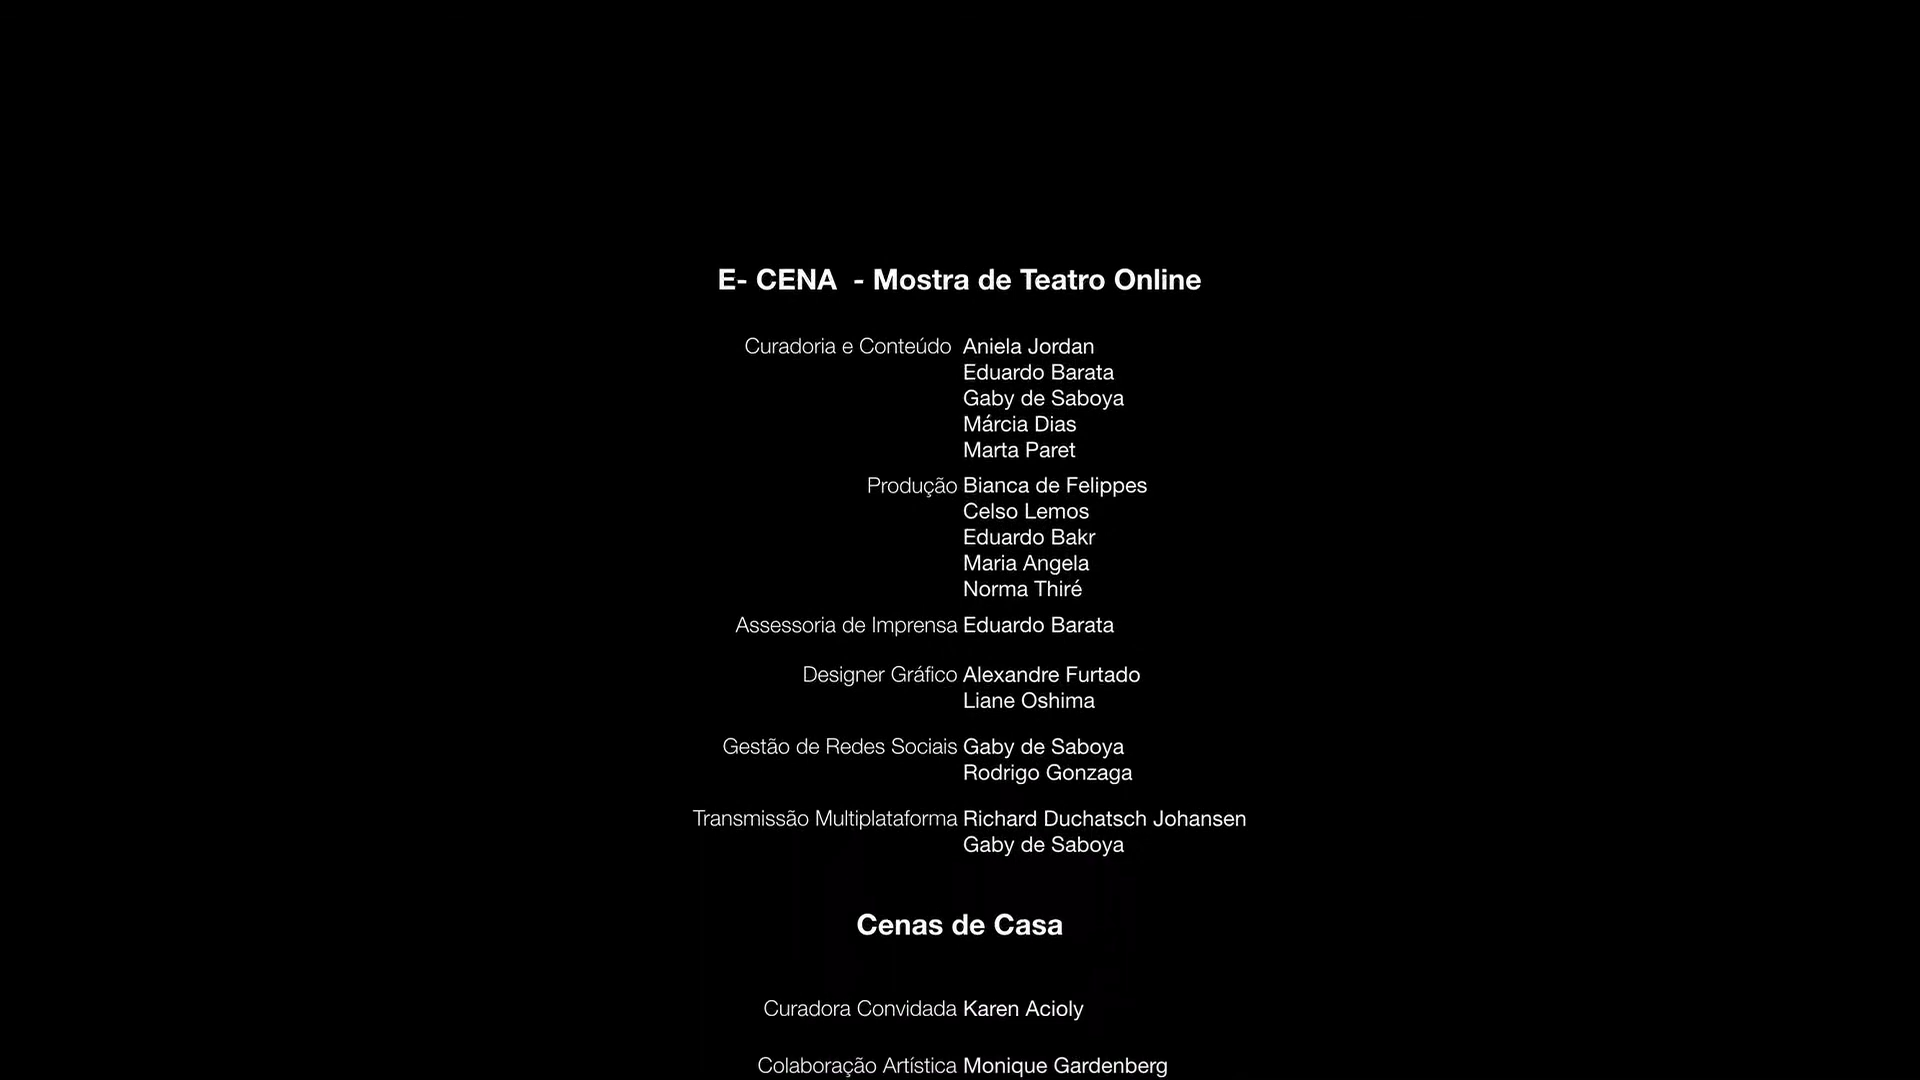 E- CENA  - Mostra de Teatro Online
Curadoria e Conteúdo Aniela Jordan
Eduardo Barata
Gaby de Saboya
Márcia Dias
Marta Paret
Produção Bianca de Felippes
Celso Lemos
Eduardo Bakr
Maria Angela
Norma Thiré
Assessoria de Imprensa Eduardo Barata
Designer Gráfico Alexandre Furtado
Liane Oshima
Gestão de Redes Sociais Gaby de Saboya
Rodrigo Gonzaga
Transmissão Multiplataforma Richard Duchatsch Johansen
Gaby de Saboya
Cenas de Casa
Curadora Convidada Karen Acioly
Colaboração Artística Monique Gardenberg